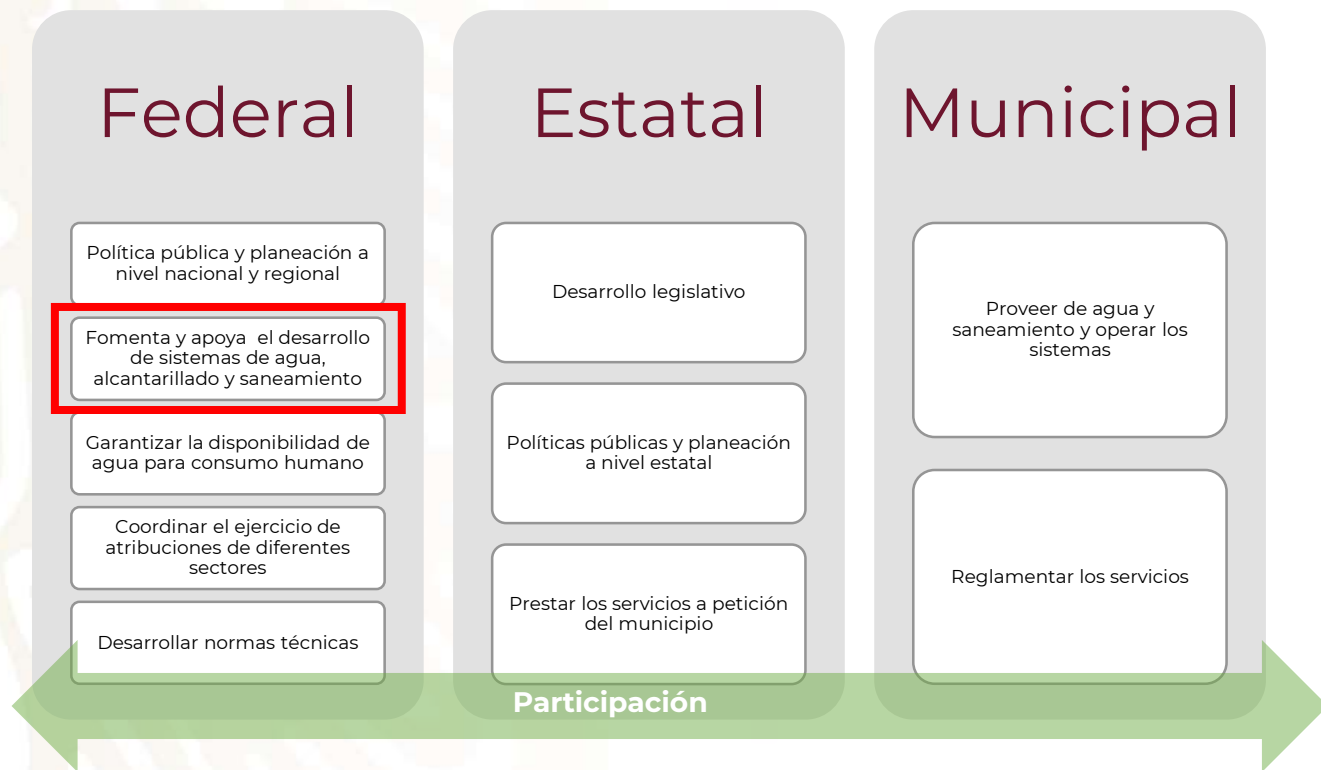 Federal
Política pública y planeación a
nivel nacional y regional
Fomenta y apoya  el desarrollo
de sistemas de agua,
alcantarillado y saneamiento
Garantizar la disponibilidad de
agua para consumo humano
Coordinar el ejercicio de
atribuciones de diferentes
sectores
Desarrollar normas técnicas
Estatal
Desarrollo legislativo
Políticas públicas y planeación
a nivel estatal
Prestar los servicios a petición
del municipio
Municipal
Proveer de agua y
saneamiento y operar los
sistemas
Reglamentar los servicios
Participación